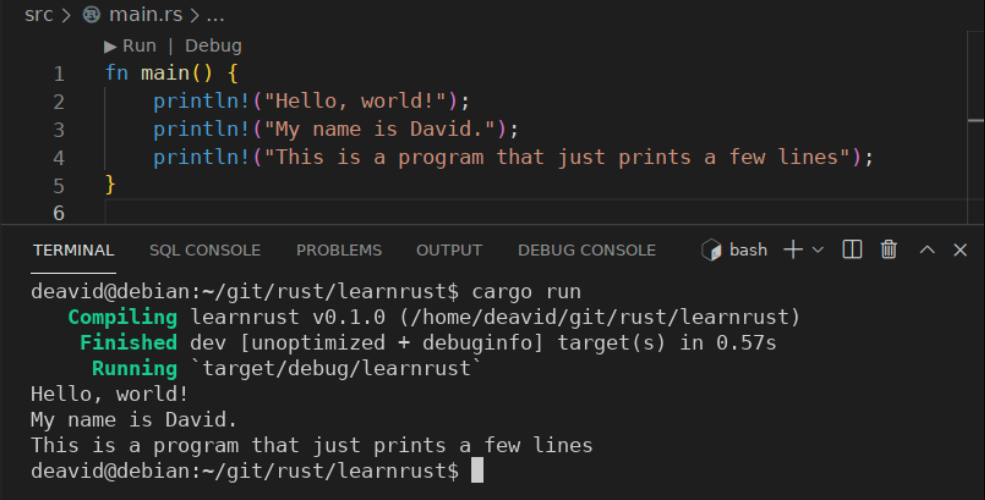 src > main.rs > ...
Run | Debug
1 fn main() {
2     println!("Hello, world!");
3     println!("My name is David.");
4     println!("This is a program that just prints a few lines");
5 }
6
TERMINAL SQL CONSOLE PROBLEMS OUTPUT DEBUG CONSOLE bash
deavid@debian:~/git/rust/learnrust$ cargo run
   Compiling learnrust v0.1.0 (/home/deavid/git/rust/learnrust)
    Finished dev [unoptimized + debuginfo] target(s) in 0.57s
     Running `target/debug/learnrust`
Hello, world!
My name is David.
This is a program that just prints a few lines
deavid@debian:~/git/rust/learnrust$